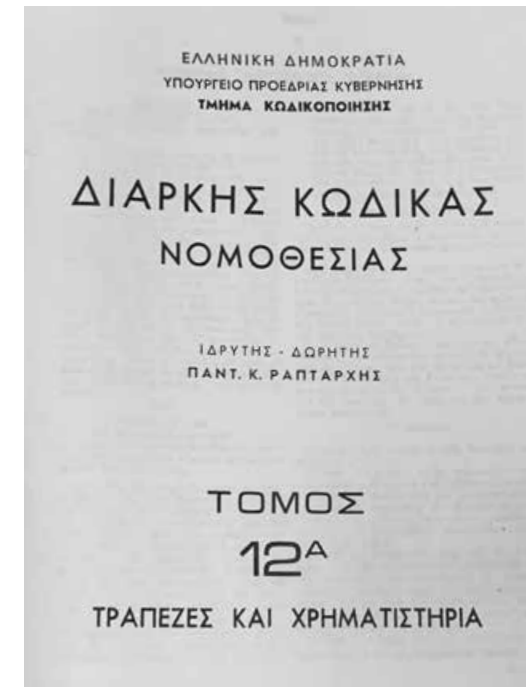 ΕΛΛΗΝΙΚΗ ΔΗΜΟΚΡΑΤΙΑ
ΥΠΟΥΡΓΕΙΟ ΠΡΟΕΔΡΙΑΣ ΚΥΒΕΡΝΗΣΗΣ
ΤΜΗΜΑ ΚΩΔΙΚΟΠΟΙΗΣΗΣ
ΔΙΑΡΚΗΣ ΚΩΔΙΚΑΣ
ΝΟΜΟΘΕΣΙΑΣ
ΙΔΡΥΤΗΣ - ΔΩΡΗΤΗΣ
ΠΑΝΤ. Κ. ΡΑΠΤΑΡΧΗΣ
ΤΟΜΟΣ
12Α
ΤΡΑΠΕΖΕΣ ΚΑΙ ΧΡΗΜΑΤΙΣΤΗΡΙΑ